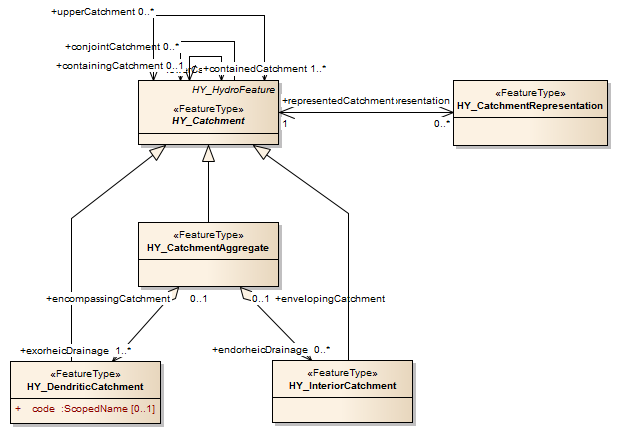 +upperCatchment 0..*
+conjointCatchment 0..*
+containingCatchment 0..1
+containedCatchment 1..*
HY_HydroFeature
«FeatureType»
HY_Catchment
+representedCatchment
1
0..*
«FeatureType»
HY_CatchmentRepresentation
«FeatureType»
HY_CatchmentAggregate
+encompassingCatchment 0..1
0..1 +envelopingCatchment
+exorheicDrainage 1..*
+endorheicDrainage 0..*
«FeatureType»
HY_DendriticCatchment
+ code :ScopedName [0..1]
«FeatureType»
HY_InteriorCatchment